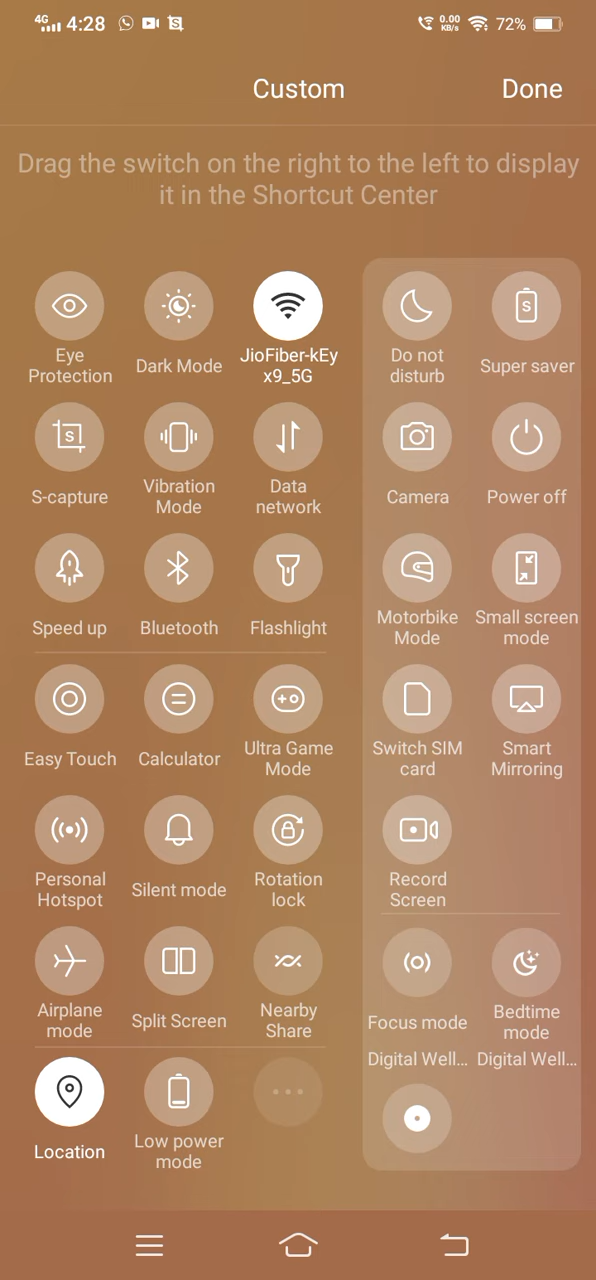 4G 4:28 0.00 KB/s 72%
Custom Done
Drag the switch on the right to the left to display
it in the Shortcut Center
Eye
Protection
Dark Mode
JioFiber-kEy
x9_5G
Do not
disturb
Super saver
S-capture
Vibration
Mode
Data
network
Camera
Power off
Speed up
Bluetooth
Flashlight
Motorbike
Mode
Small screen
mode
Easy Touch
Calculator
Ultra Game
Mode
Switch SIM
card
Smart
Mirroring
Personal
Hotspot
Silent mode
Rotation
lock
Record
Screen
Airplane
mode
Split Screen
Nearby
Share
Focus mode
Digital Well...
Bedtime
mode
Digital Well...
Location
Low power
mode